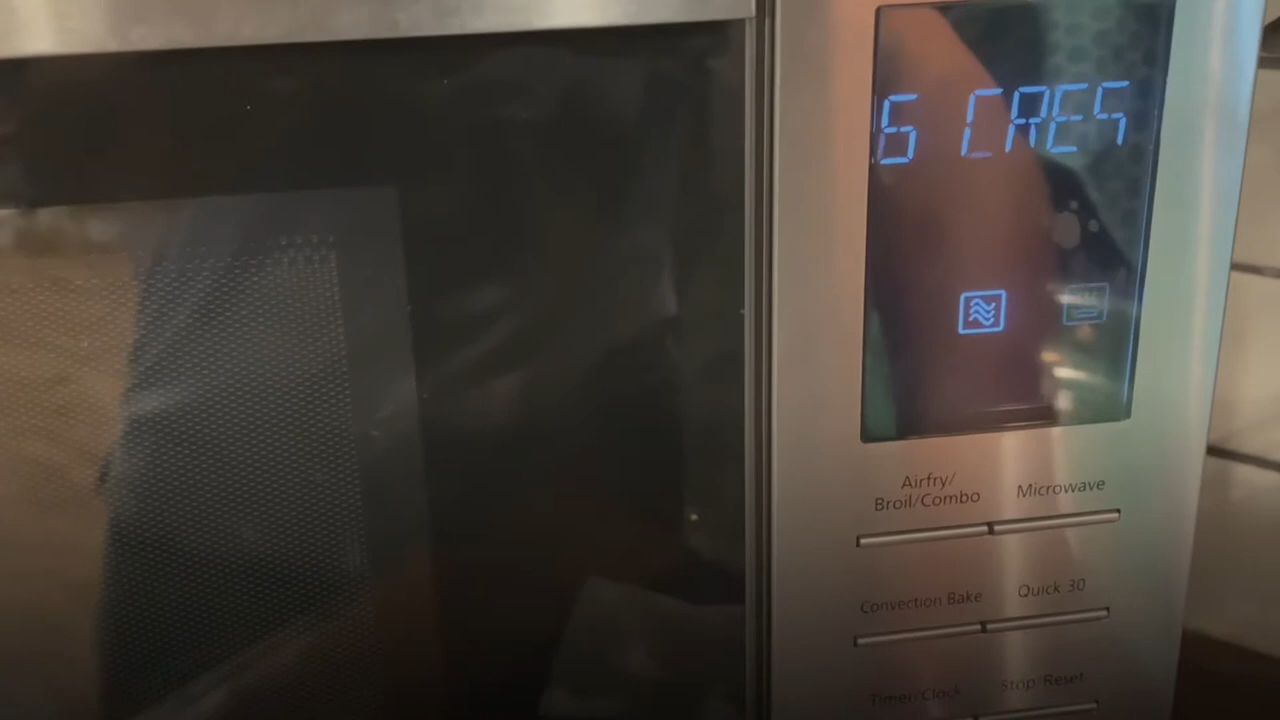 6 CRES
Airfry/
Broil/Combo
Microwave
Convection Bake
Quick 30
Timer/Clock
Stop/Reset